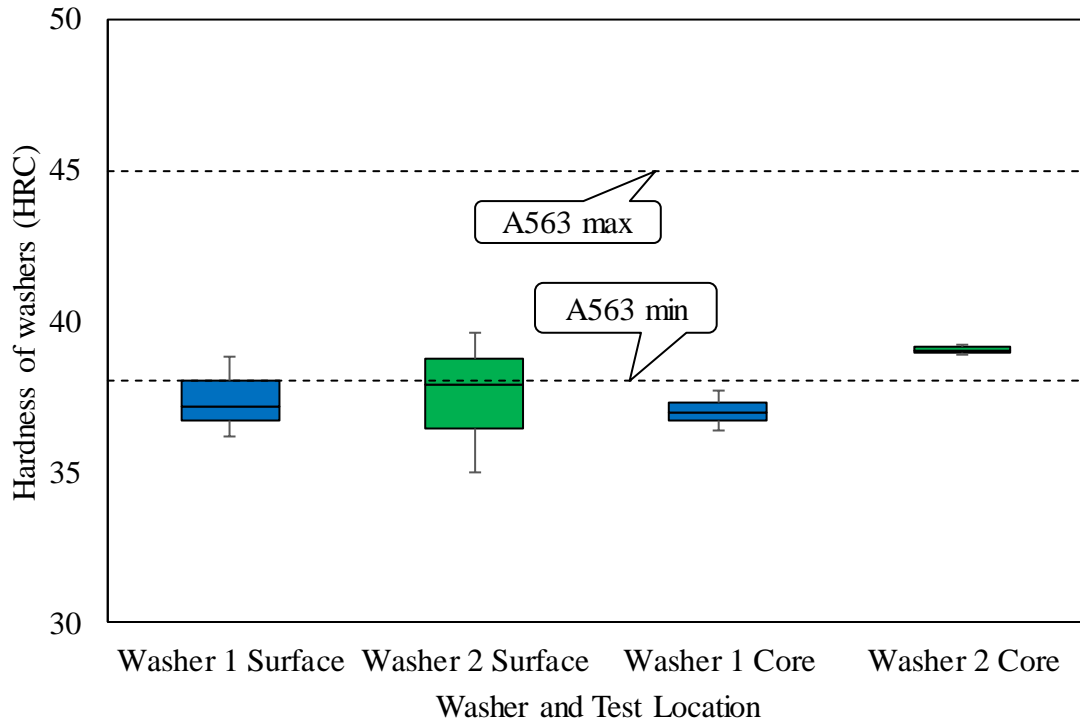 50
45
40
35
30
Hardness of washers (HRC)
A563 max
A563 min
Washer 1 Surface
Washer 2 Surface
Washer 1 Core
Washer 2 Core
Washer and Test Location